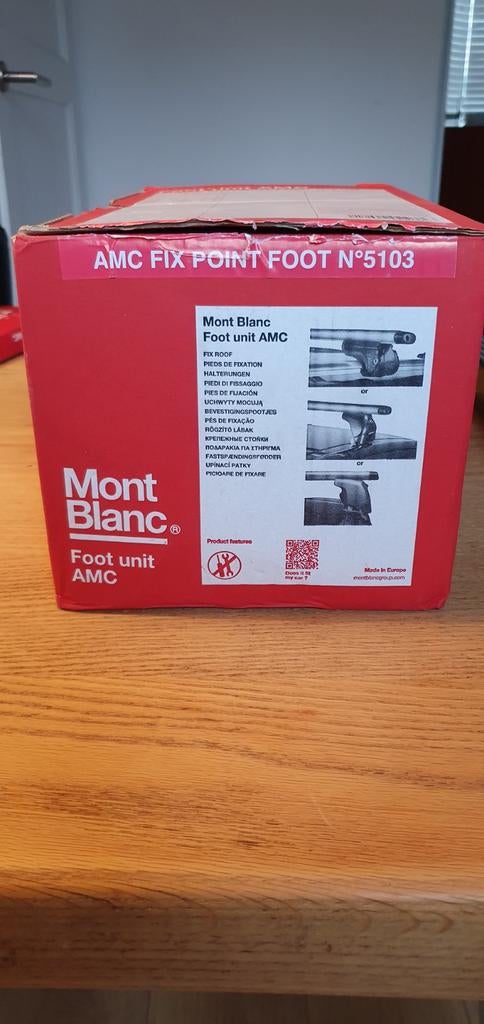 AMC FIX POINT FOOT N°5103
Mont Blanc
Foot unit AMC
FIX ROOF
PIEDS DE FIXATION
HALTERUNGEN
PIEDI DI FISSAGGIO
PIES DE FIJACIÓN
UCHWYTY MOCUJĄ
BEVESTIGINGSPOOTJES
PÉS DE FIXAÇÃO
RÖGZÍTŐ LÁBAK
КРЕПЕЖНЫЕ СТОЙКИ
ΠΟΔΑΡΑΚΙΑ ΓΙΑ ΣΤΗΡΙΓΜΑ
FASTSPÆNDINGSFØDDER
UPÍNACÍ PATKY
PICIOARE DE FIXARE
or
or
Mont
Blanc®
Foot unit
AMC
Product features
Does it fit
my car ?
Made in Europe
montblancgroup.com